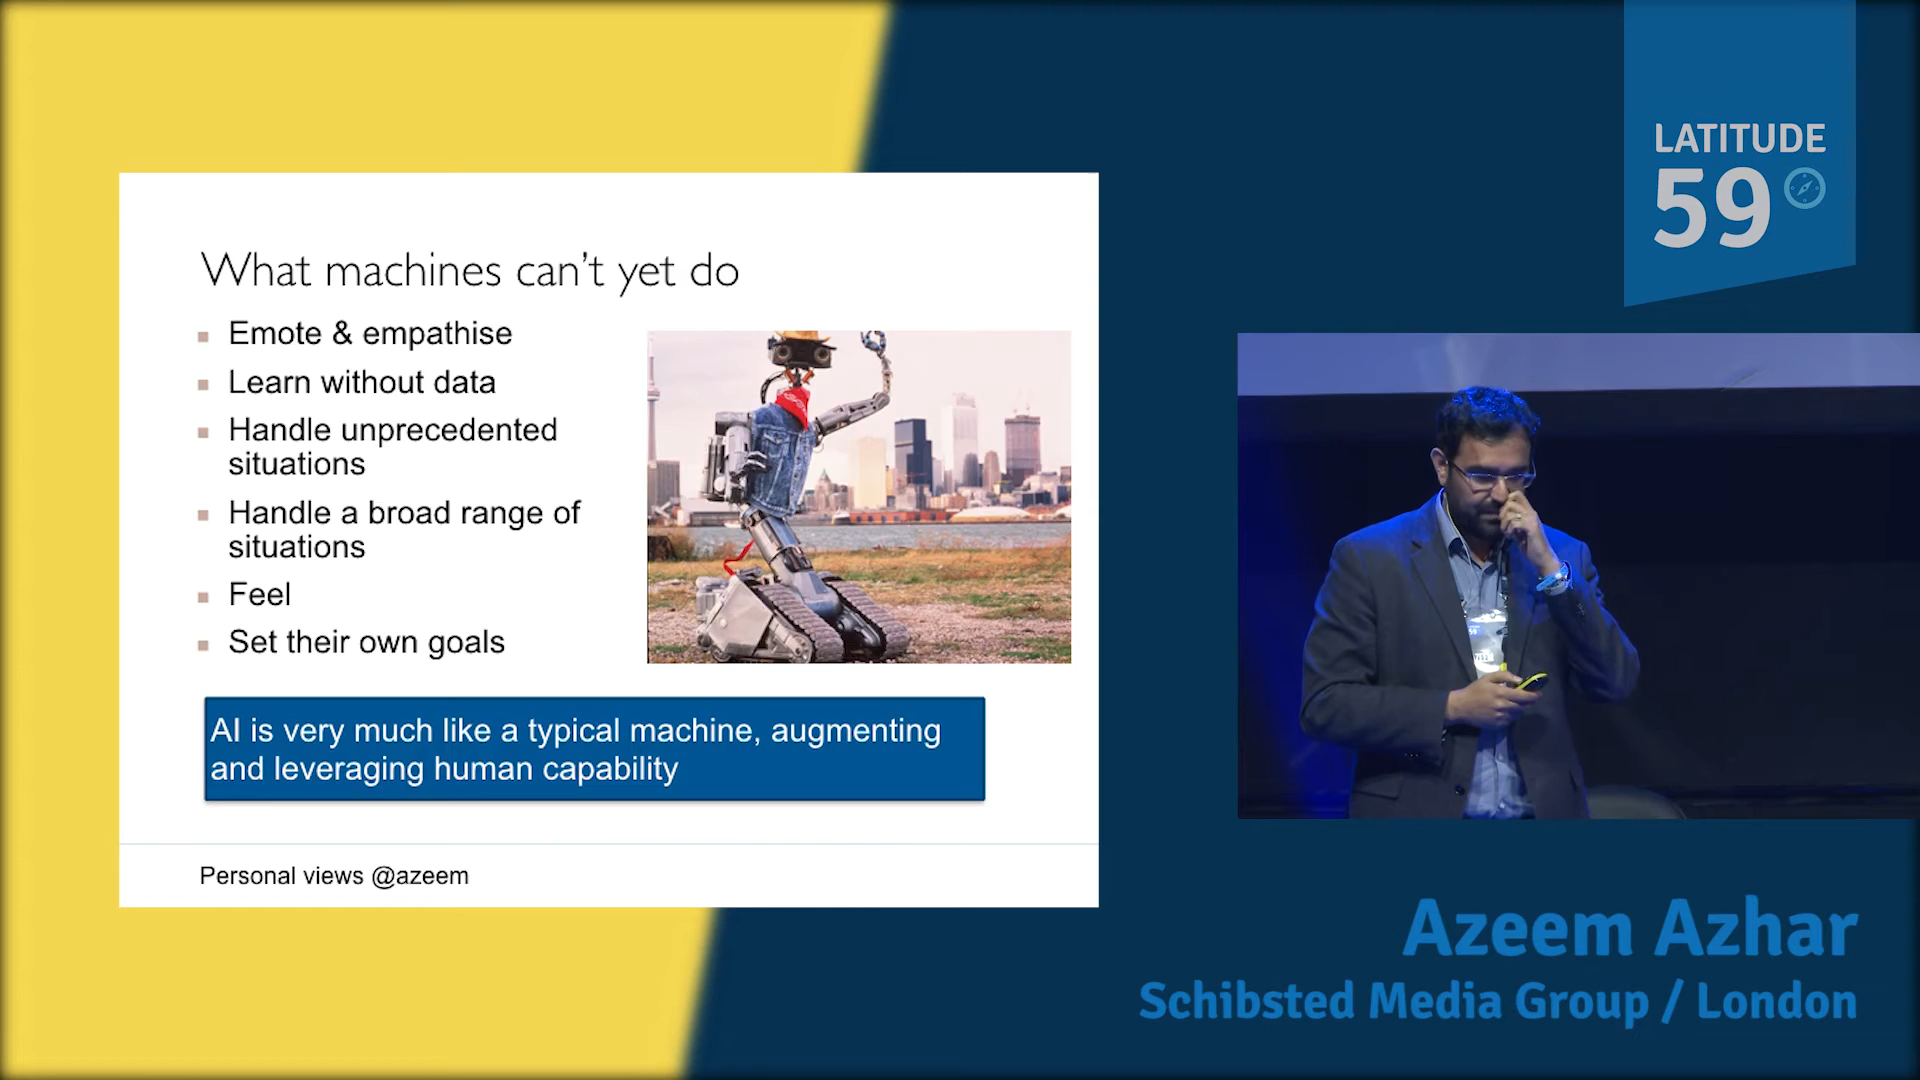 What machines can't yet do
Emote & empathise
Learn without data
Handle unprecedented
situations
Handle a broad range of
situations
Feel
Set their own goals
AI is very much like a typical machine, augmenting
and leveraging human capability
Personal views @azeem
LATITUDE
59
Azeem Azhar
Schibsted Media Group / London